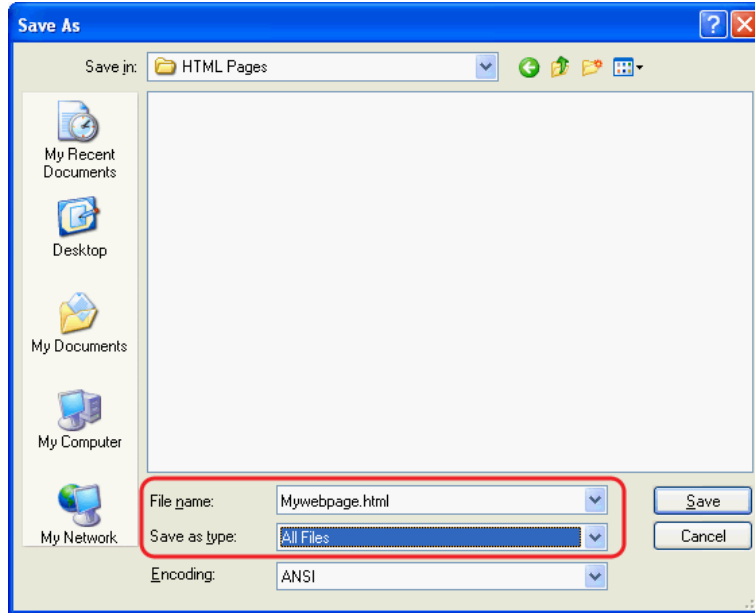 Save As
Save in: HTML Pages
My Recent
Documents
Desktop
My Documents
My Computer
My Network
File name: Mywebpage.html
Save
Save as type: All Files
Cancel
Encoding: ANSI